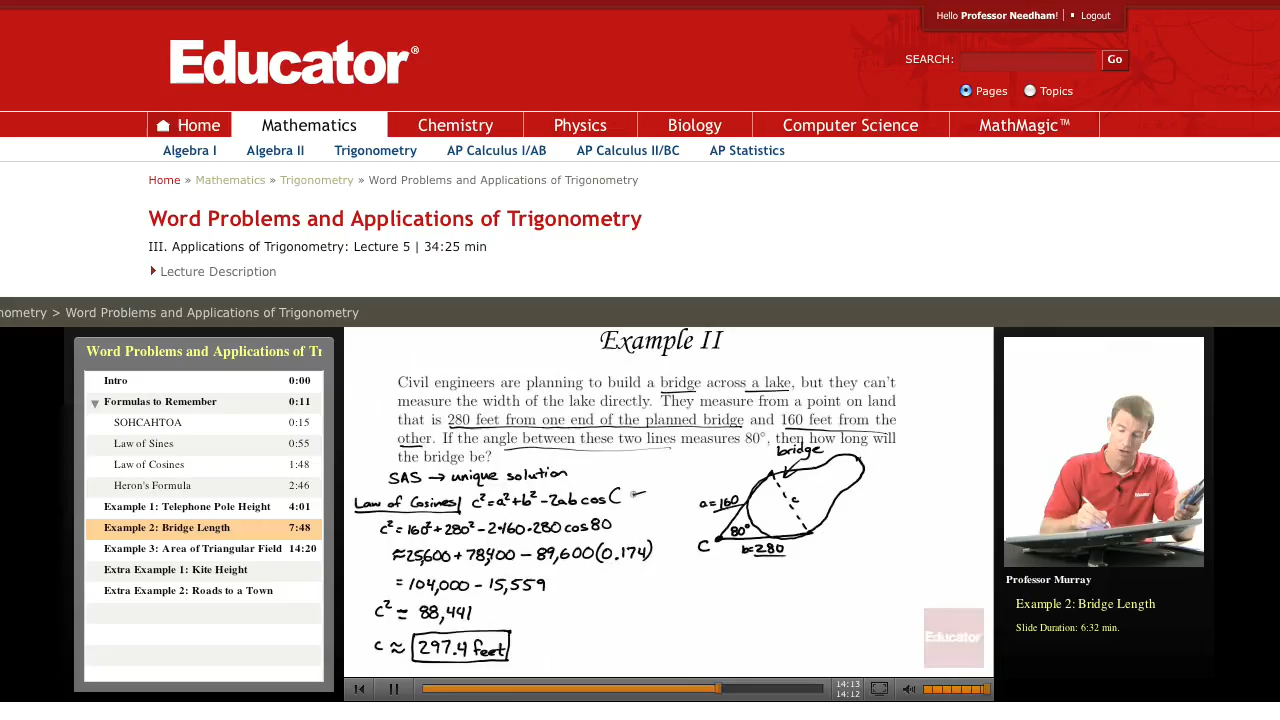 Hello Professor Needham! Logout
Educator®
SEARCH: Go
Pages Topics
Home Mathematics Chemistry Physics Biology Computer Science MathMagic™
Algebra I Algebra II Trigonometry AP Calculus I/AB AP Calculus II/BC AP Statistics
Home » Mathematics » Trigonometry » Word Problems and Applications of Trigonometry
Word Problems and Applications of Trigonometry
III. Applications of Trigonometry: Lecture 5 | 34:25 min
Lecture Description
nometry > Word Problems and Applications of Trigonometry
Word Problems and Applications of Tr
Intro 0:00
Formulas to Remember 0:11
SOHCAHTOA 0:15
Law of Sines 0:55
Law of Cosines 1:48
Heron's Formula 2:46
Example 1: Telephone Pole Height 4:01
Example 2: Bridge Length 7:48
Example 3: Area of Triangular Field 14:20
Extra Example 1: Kite Height
Extra Example 2: Roads to a Town
Example II
Civil engineers are planning to build a bridge across a lake, but they can't
measure the width of the lake directly. They measure from a point on land
that is 280 feet from one end of the planned bridge and 160 feet from the
other. If the angle between these two lines measures 80°, then how long will
the bridge be?
SAS → unique solution
Law of Cosines c²=a²+b²-2ab cos C
c²=160²+280²-2·160·280 cos 80
≈25,600+78,400-89,600(0.174)
=104,000-15,559
c²=88,441
c≈297.4 feet
bridge
a=160
c
80°
C
b=280
Educator
14:13
14:12
Professor Murray
Example 2: Bridge Length
Slide Duration: 6:32 min.